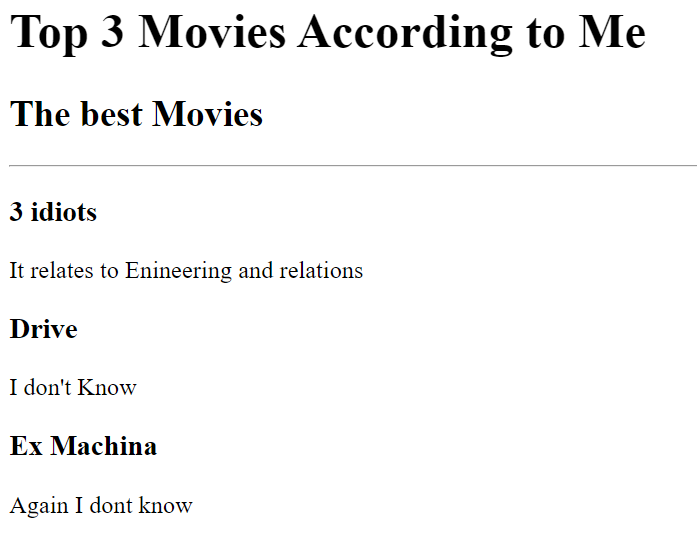 Top 3 Movies According to Me
The best Movies
3 idiots
It relates to Enineering and relations
Drive
I don't Know
Ex Machina
Again I dont know